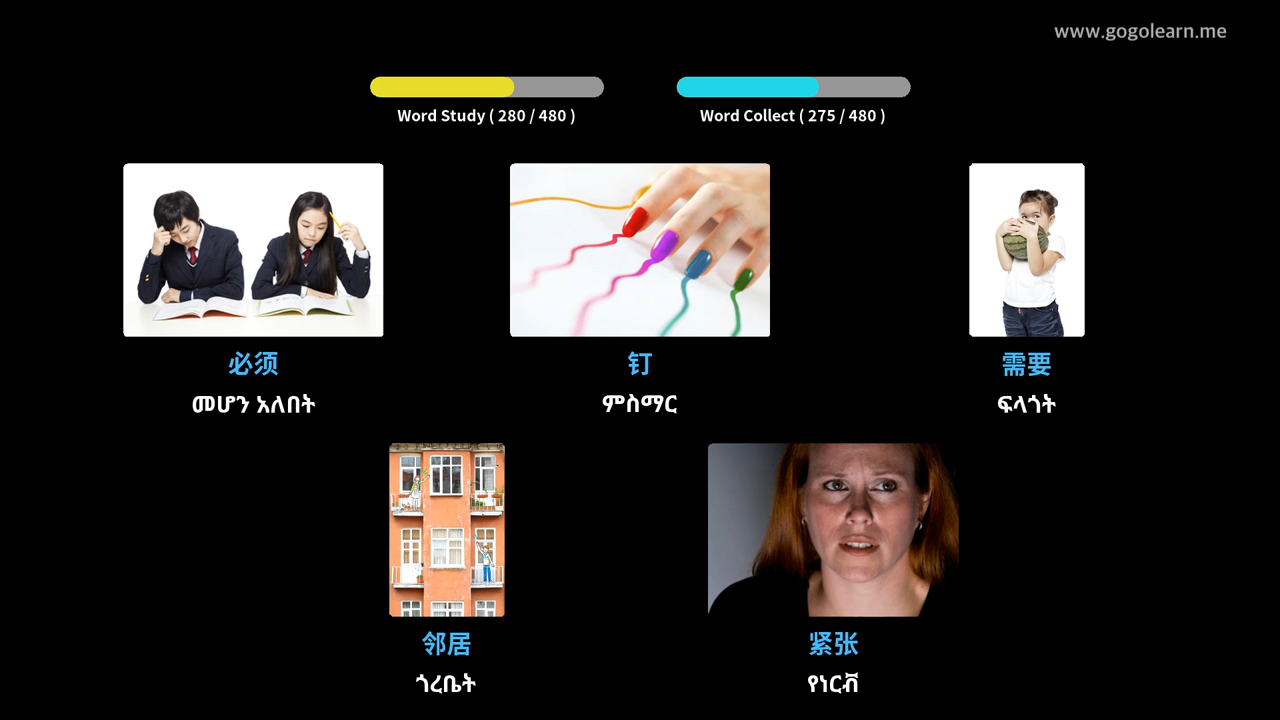 www.gogolearn.me
Word Study ( 280 / 480 )
Word Collect ( 275 / 480 )
必须
መሆን አለበት
钉
ምስማር
需要
ፍላጎት
邻居
ጎረቤት
紧张
የነርቭ